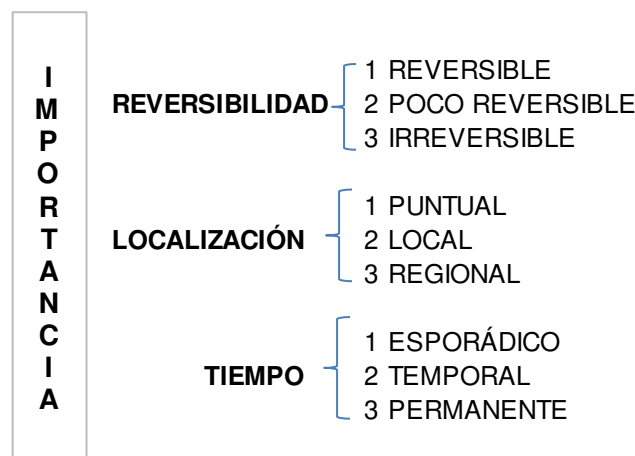 IMPORTANCIA
REVERSIBILIDAD
1 REVERSIBLE
2 POCO REVERSIBLE
3 IRREVERSIBLE
LOCALIZACIÓN
1 PUNTUAL
2 LOCAL
3 REGIONAL
TIEMPO
1 ESPORÁDICO
2 TEMPORAL
3 PERMANENTE